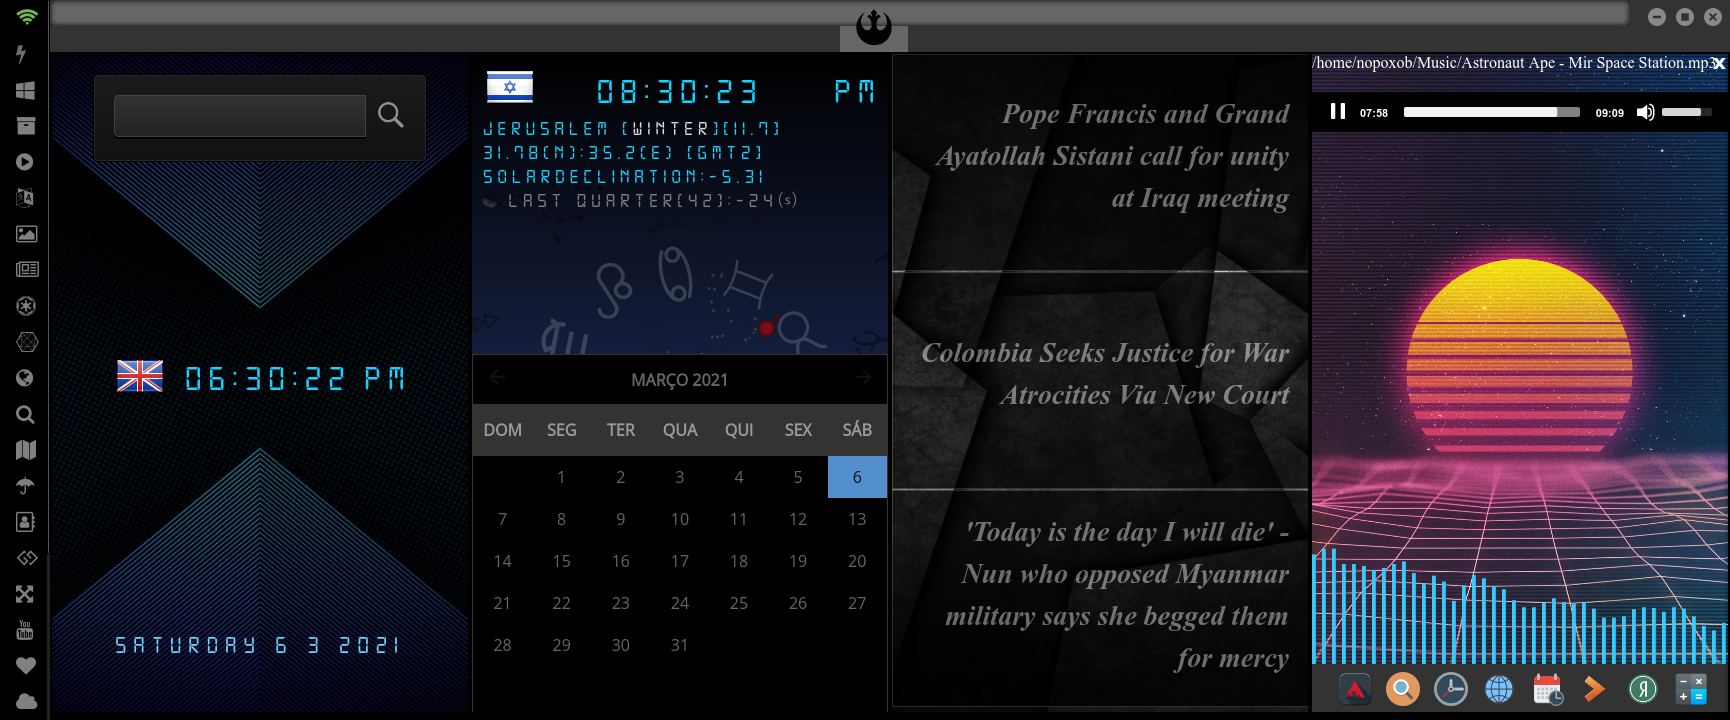 06:30:22 PM
SATURDAY 6 3 2021
08:30:23 PM
JERUSALEM [WINTER][11.7]
31.78(N):35.2(E) [GMT2]
SOLARDECLINATION:-5.31
LAST QUARTER[42]:-24(s)
MARÇO 2021
DOM SEG TER QUA QUI SEX SÁB
1 2 3 4 5 6
7 8 9 10 11 12 13
14 15 16 17 18 19 20
21 22 23 24 25 26 27
28 29 30 31
Pope Francis and Grand
Ayatollah Sistani call for unity
at Iraq meeting
Colombia Seeks Justice for War
Atrocities Via New Court
'Today is the day I will die' -
Nun who opposed Myanmar
military says she begged them
for mercy
/home/nopoxob/Music/Astronaut Ape - Mir Space Station.mp3
07:58 09:09
You
Tube
Я